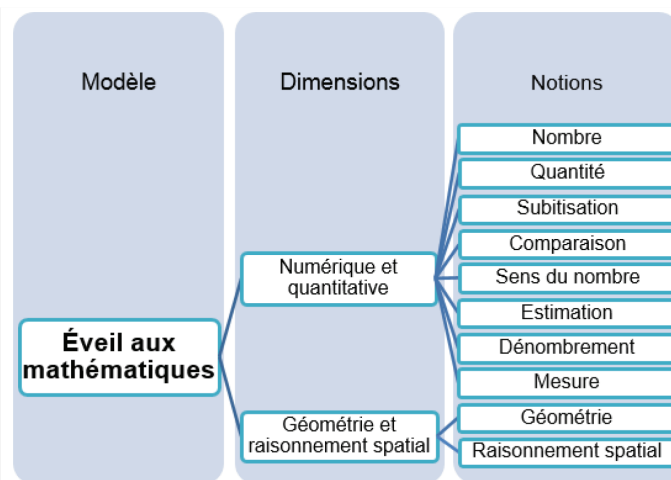 Modèle
Dimensions
Notions
Nombre
Quantité
Subitisation
Comparaison
Numérique et
quantitative
Sens du nombre
Estimation
Éveil aux
mathématiques
Dénombrement
Mesure
Géométrie et
raisonnement spatial
Géométrie
Raisonnement spatial